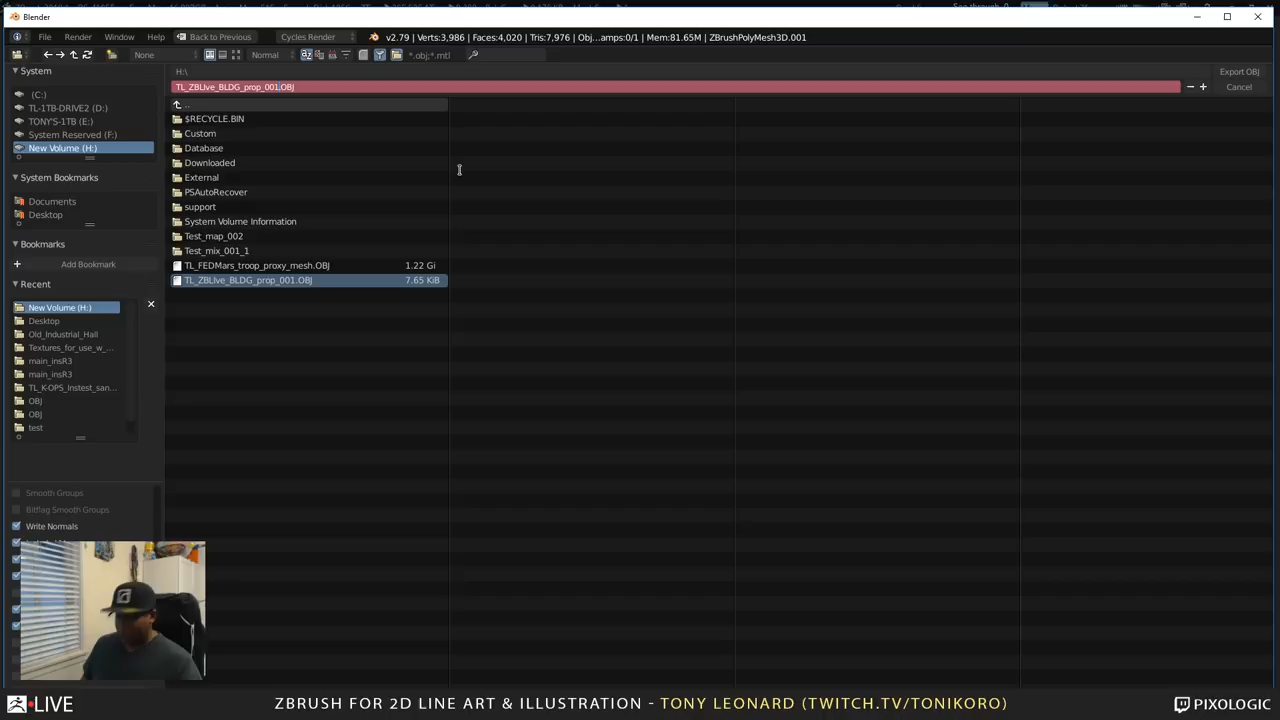 Blender
File Render Window Help Back to Previous Cycles Render v2.79 | Verts:3,986 | Faces:4,020 | Tris:7,976 | Obj...amps:0/1 | Mem:81.65M | ZBrushPolyMesh3D.001
None Normal *.obj;*.mtl
System
(C:)
TL-1TB-DRIVE2 (D:)
TONY'S-1TB (E:)
System Reserved (F:)
New Volume (H:)
System Bookmarks
Documents
Desktop
Bookmarks
Add Bookmark
Recent
New Volume (H:)
Desktop
Old_Industrial_Hall
Textures_for_use_w_...
main_insR3
main_insR3
TL_K-OPS_Instest_san...
OBJ
OBJ
test
Smooth Groups
Bitflag Smooth Groups
Write Normals
H:\
Export OBJ
TL_ZBLIve_BLDG_prop_001.OBJ
Cancel
..
$RECYCLE.BIN
Custom
Database
Downloaded
External
PSAutoRecover
support
System Volume Information
Test_map_002
Test_mix_001_1
TL_FEDMars_troop_proxy_mesh.OBJ 1.22 Gi
TL_ZBLIve_BLDG_prop_001.OBJ 7.65 KiB
LIVE ZBRUSH FOR 2D LINE ART & ILLUSTRATION - TONY LEONARD (TWITCH.TV/TONIKORO) PIXOLOGIC